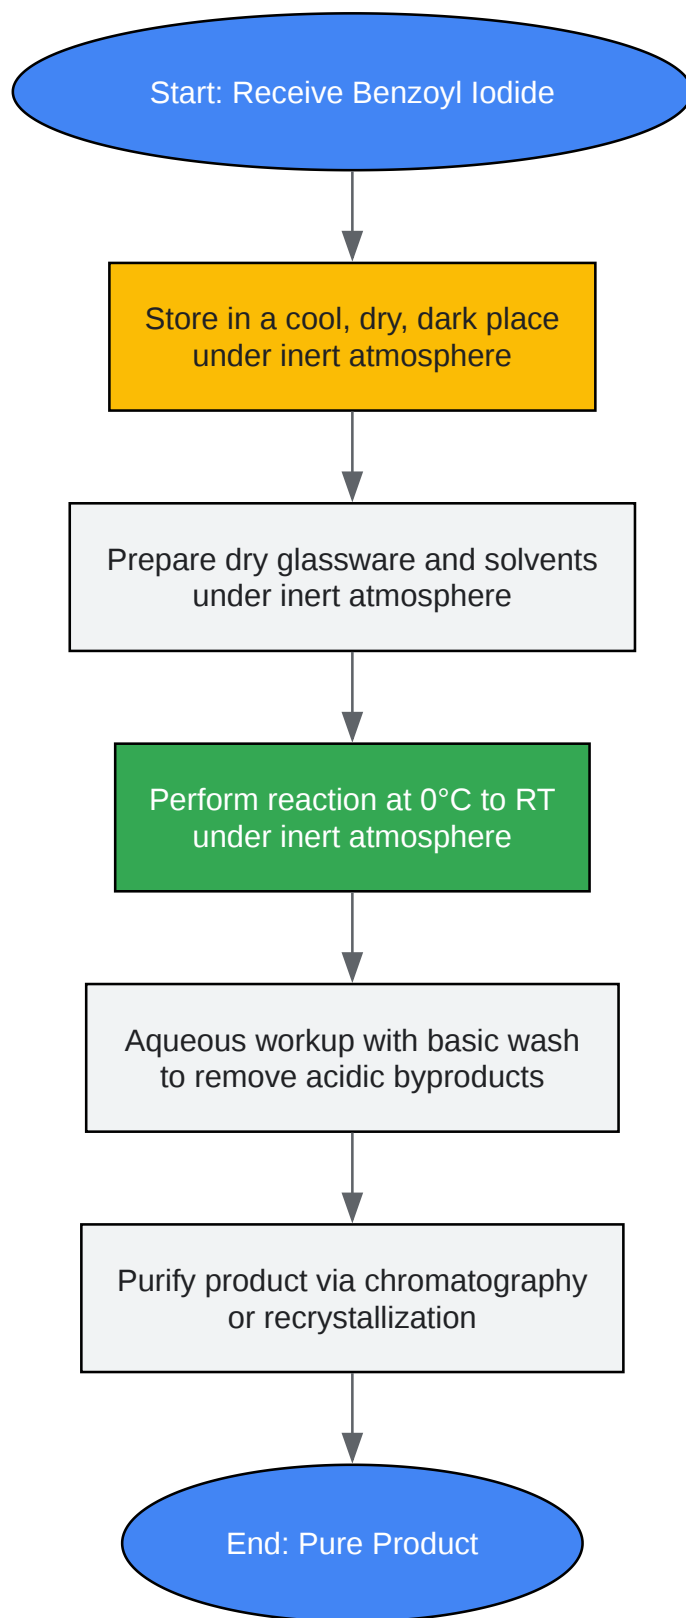 Start: Receive Benzoyl Iodide
Store in a cool, dry, dark place
under inert atmosphere
Prepare dry glassware and solvents
under inert atmosphere
Perform reaction at 0°C to RT
under inert atmosphere
Aqueous workup with basic wash
to remove acidic byproducts
Purify product via chromatography
or recrystallization
End: Pure Product